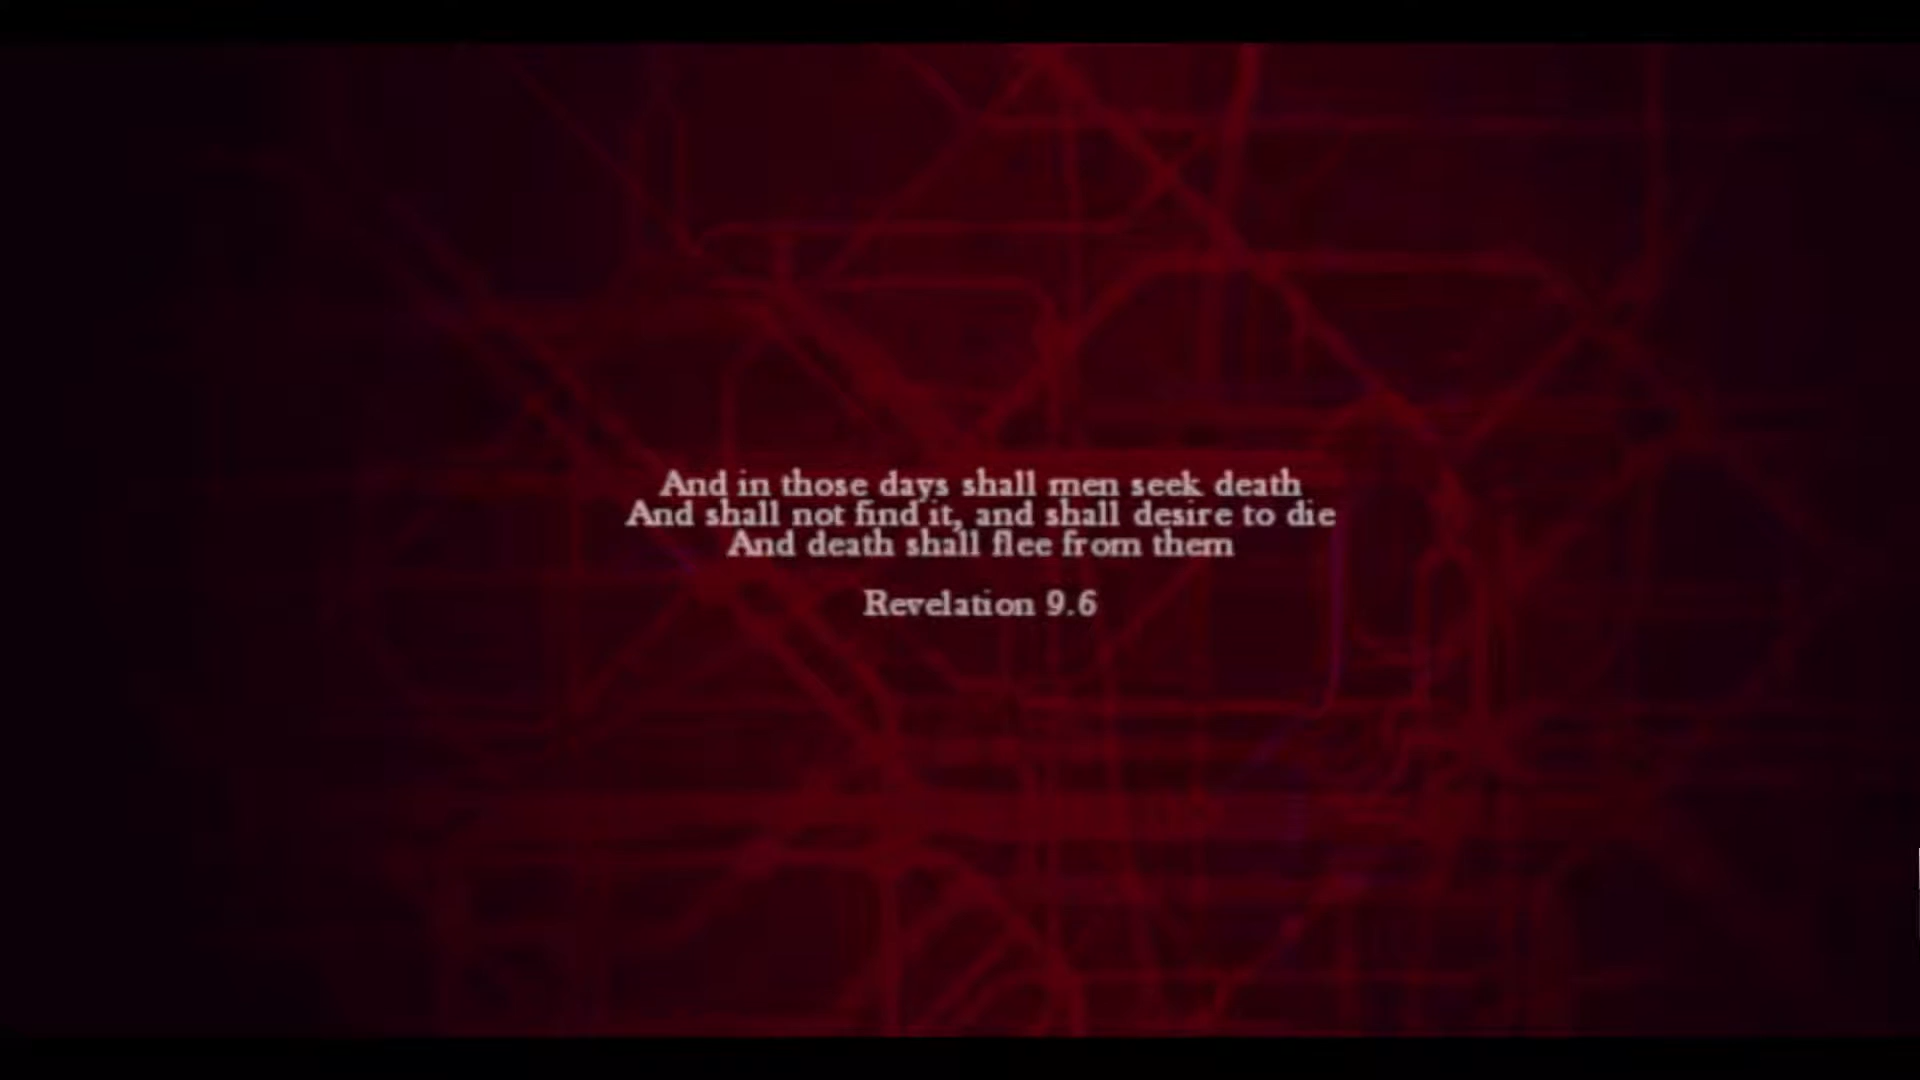 And in those days shall men seek death
And shall not find it, and shall desire to die
And death shall flee from them
Revelation 9.6